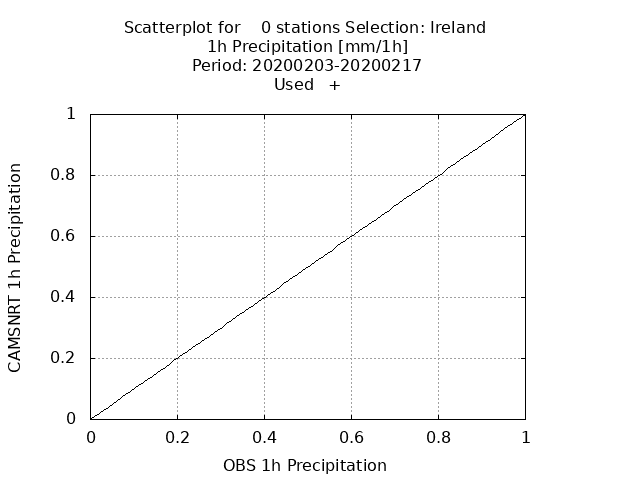 Scatterplot for    0 stations Selection: Ireland
1h Precipitation [mm/1h]
Period: 20200203-20200217
Used   +
1
0.8
0.6
0.4
0.2
0
CAMSNRT 1h Precipitation
0 0.2 0.4 0.6 0.8 1
OBS 1h Precipitation